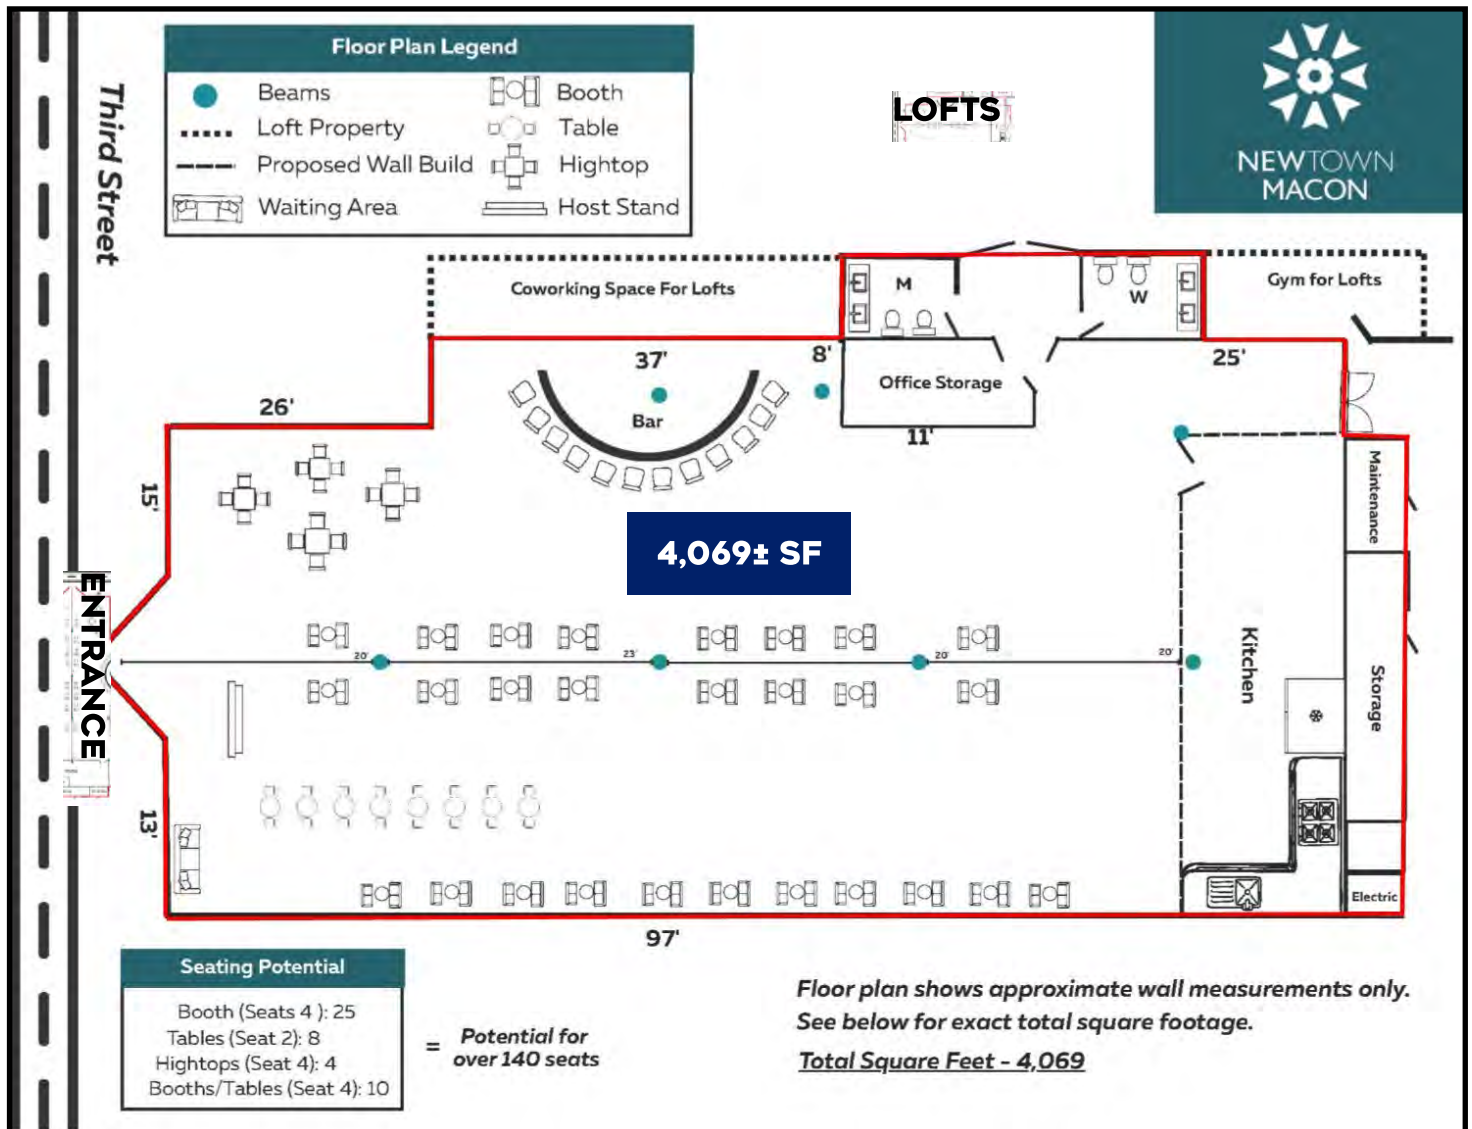 Floor Plan Legend
Beams
Booth
Loft Property
Table
Proposed Wall Build
Hightop
Waiting Area
Host Stand
Third Street
LOFTS
NEWTOWN
MACON
Coworking Space For Lofts
M
W
Gym for Lofts
37'
8'
25'
Office Storage
26'
Bar
11'
15'
Maintenance
4,069± SF
ENTRANCE
20'
23'
20'
20'
Kitchen
Storage
13'
Electric
97'
Seating Potential
Booth (Seats 4 ): 25
Tables (Seat 2): 8
Hightops (Seat 4): 4
Booths/Tables (Seat 4): 10
= Potential for
over 140 seats
Floor plan shows approximate wall measurements only.
See below for exact total square footage.
Total Square Feet - 4,069